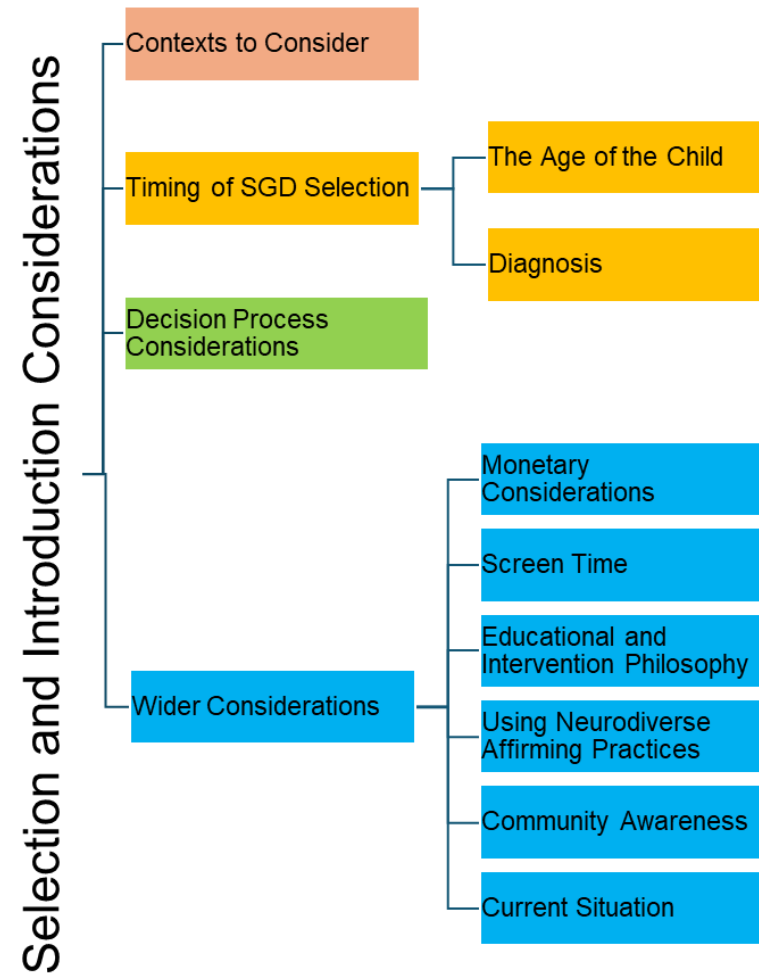 Selection and Introduction Considerations
Contexts to Consider
Timing of SGD Selection
The Age of the Child
Diagnosis
Decision Process
Considerations
Wider Considerations
Monetary
Considerations
Screen Time
Educational and
Intervention Philosophy
Using Neurodiverse
Affirming Practices
Community Awareness
Current Situation